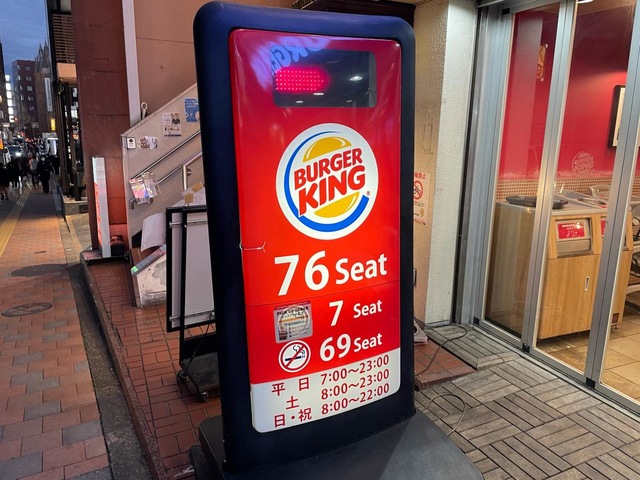 BURGER
KING®
76 Seat
7 Seat
69 Seat
平 日 7:00～23:00
土 8:00～23:00
日・祝 8:00～22:00